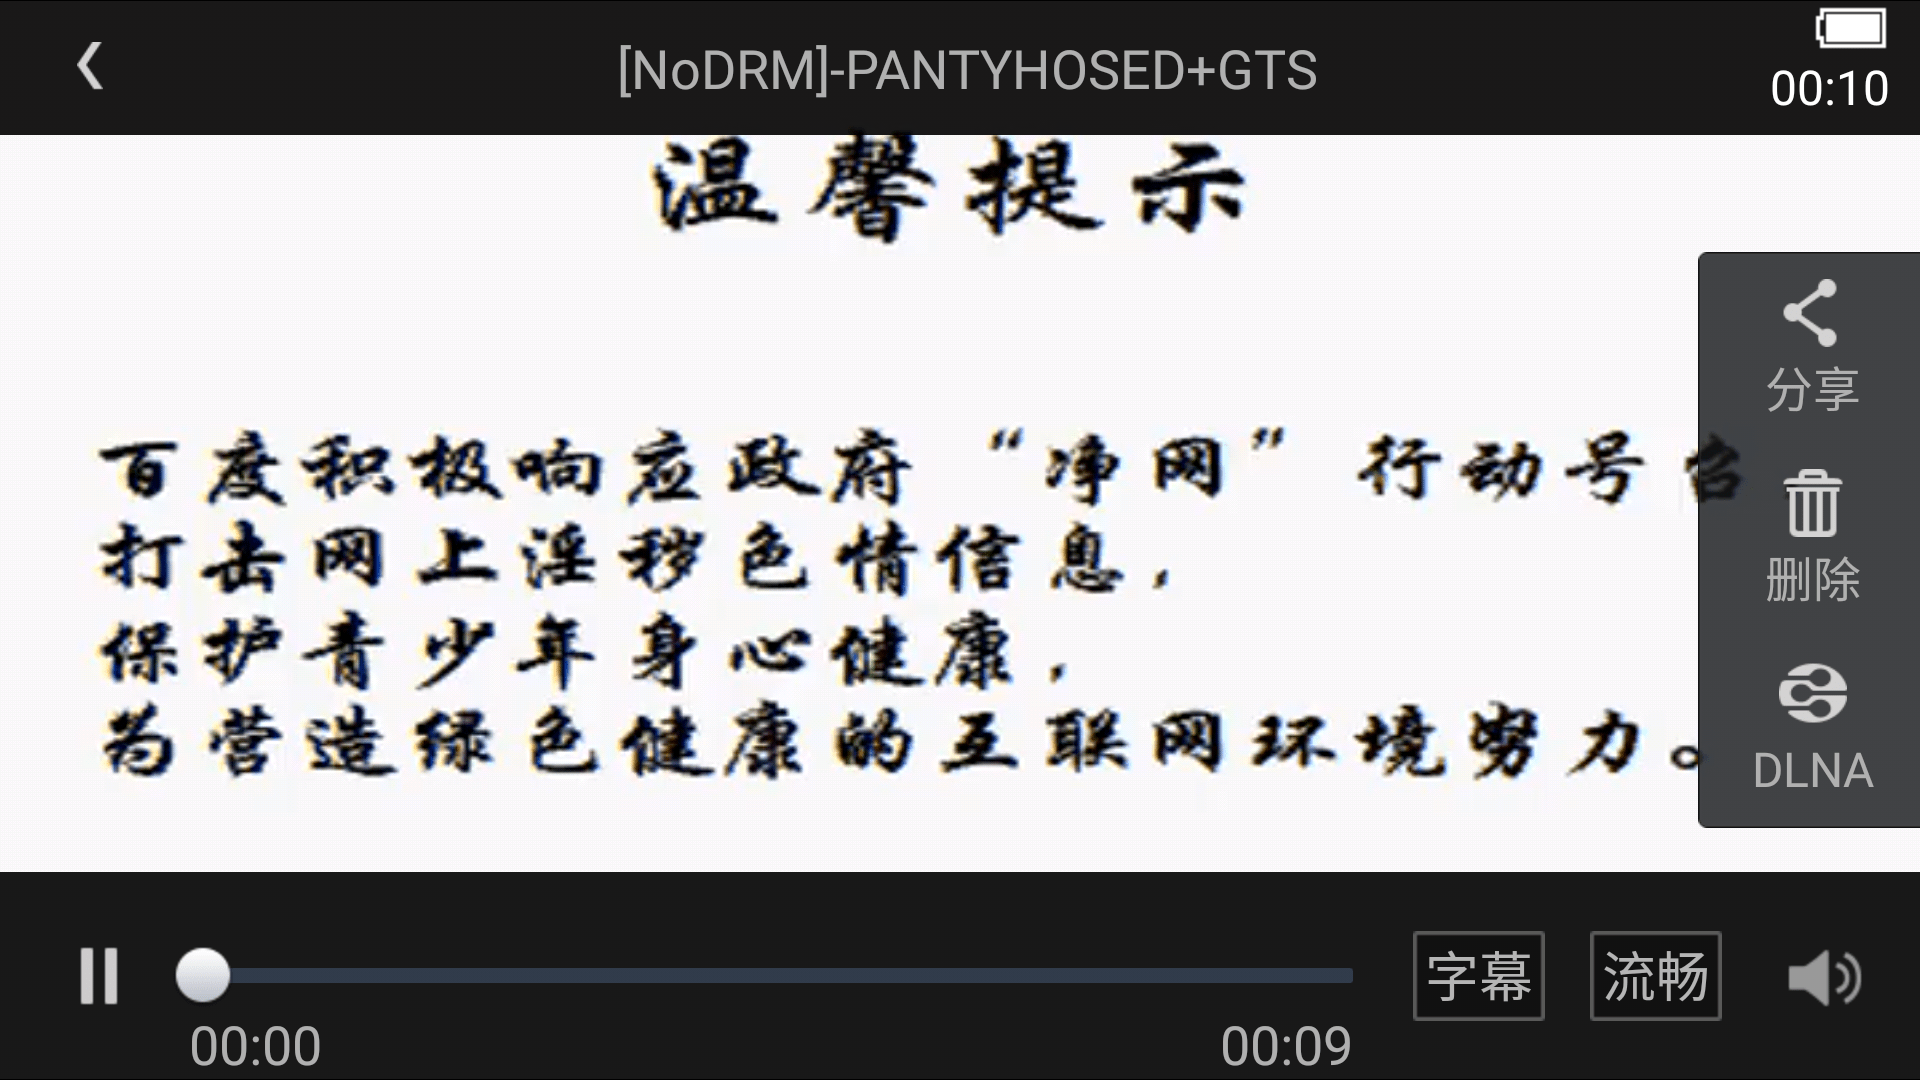 [NoDRM]-PANTYHOSED+GTS
00:10
温馨提示
百度积极响应政府“净网”行动号召
打击网上淫秽色情信息,
保护青少年身心健康,
为营造绿色健康的互联网环境努力。
分享
删除
DLNA
00:00
00:09
字幕
流畅